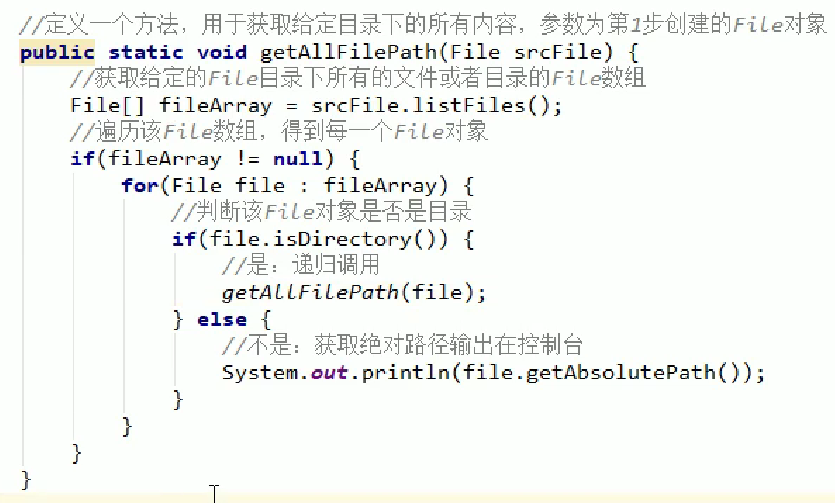 //定义一个方法，用于获取给定目录下的所有内容，参数为第1步创建的File对象
public static void getAllFilePath(File srcFile) {
    //获取给定的File目录下所有的文件或者目录的File数组
    File[] fileArray = srcFile.listFiles();
    //遍历该File数组，得到每一个File对象
    if(fileArray != null) {
        for(File file : fileArray) {
            //判断该File对象是否是目录
            if(file.isDirectory()) {
                //是：递归调用
                getAllFilePath(file);
            } else {
                //不是：获取绝对路径输出在控制台
                System.out.println(file.getAbsolutePath());
            }
        }
    }
}